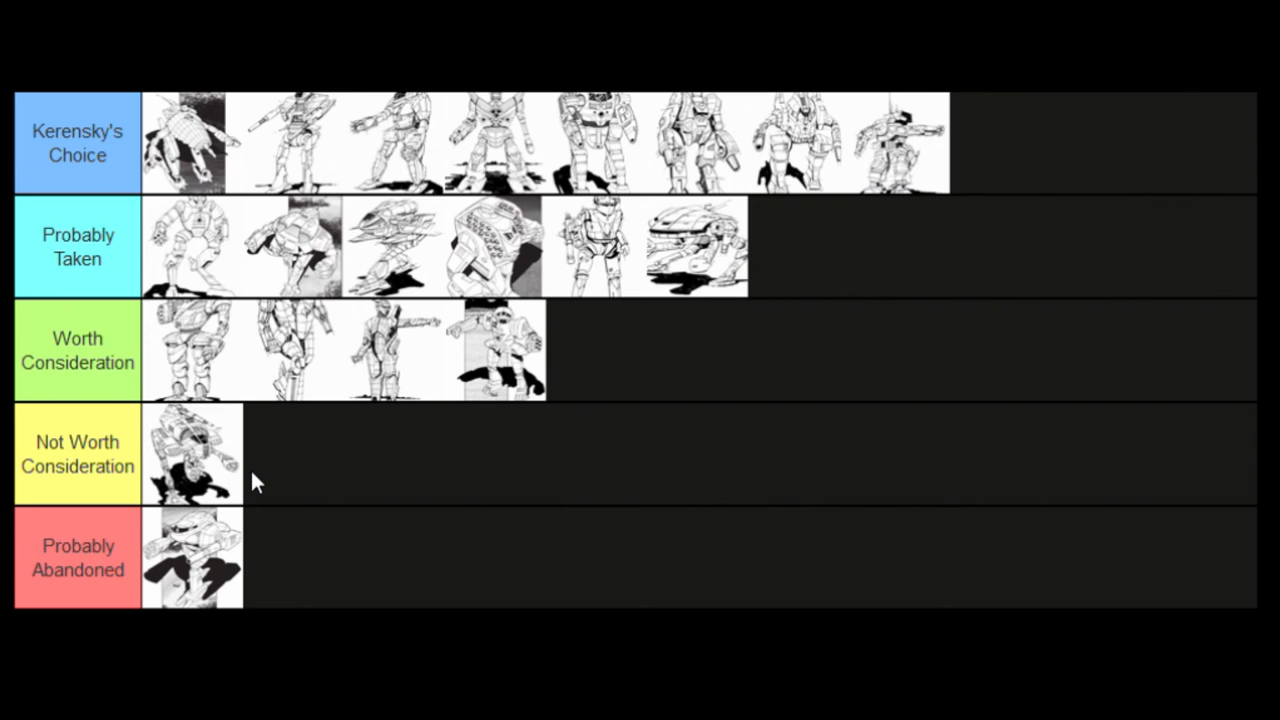 Kerensky's
Choice
Probably
Taken
Worth
Consideration
Not Worth
Consideration
Probably
Abandoned